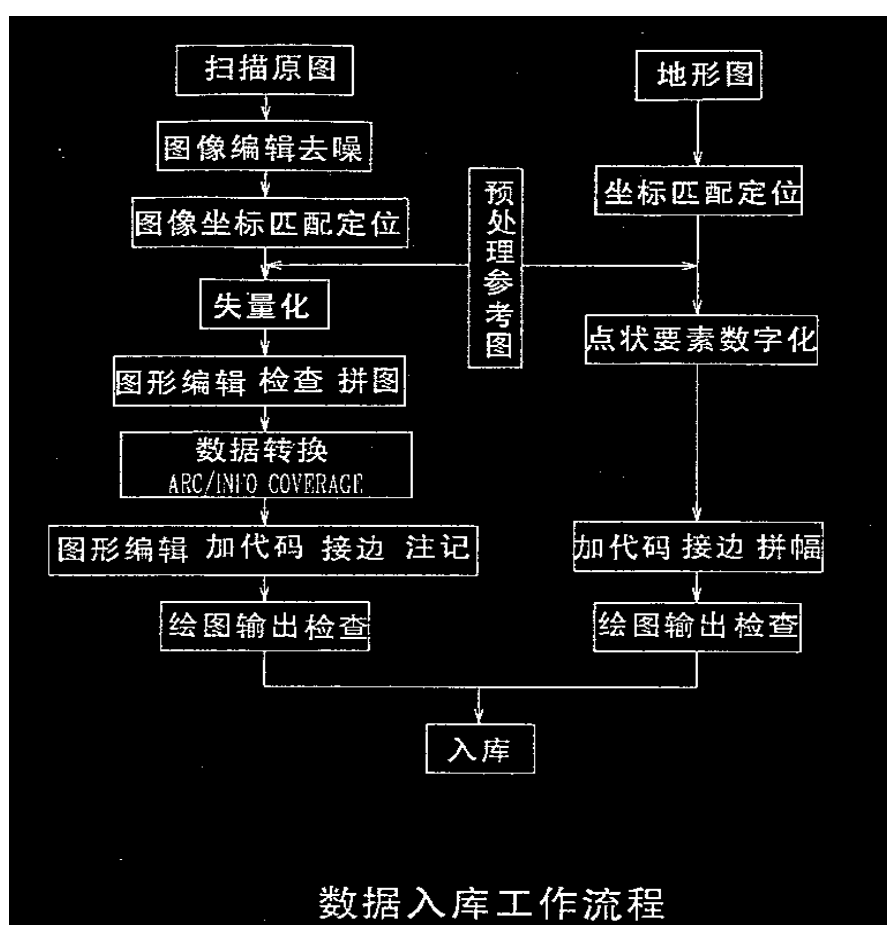 扫描原图
图像编辑去噪
图像坐标匹配定位
失量化
图形编辑 检查 拼图
数据转换
ARC/INFO COVERAGE
图形编辑 加代码 接边 注记
绘图输出检查
预处理参考图
地形图
坐标匹配定位
点状要素数字化
加代码 接边 拼幅
绘图输出检查
入库
数据入库工作流程